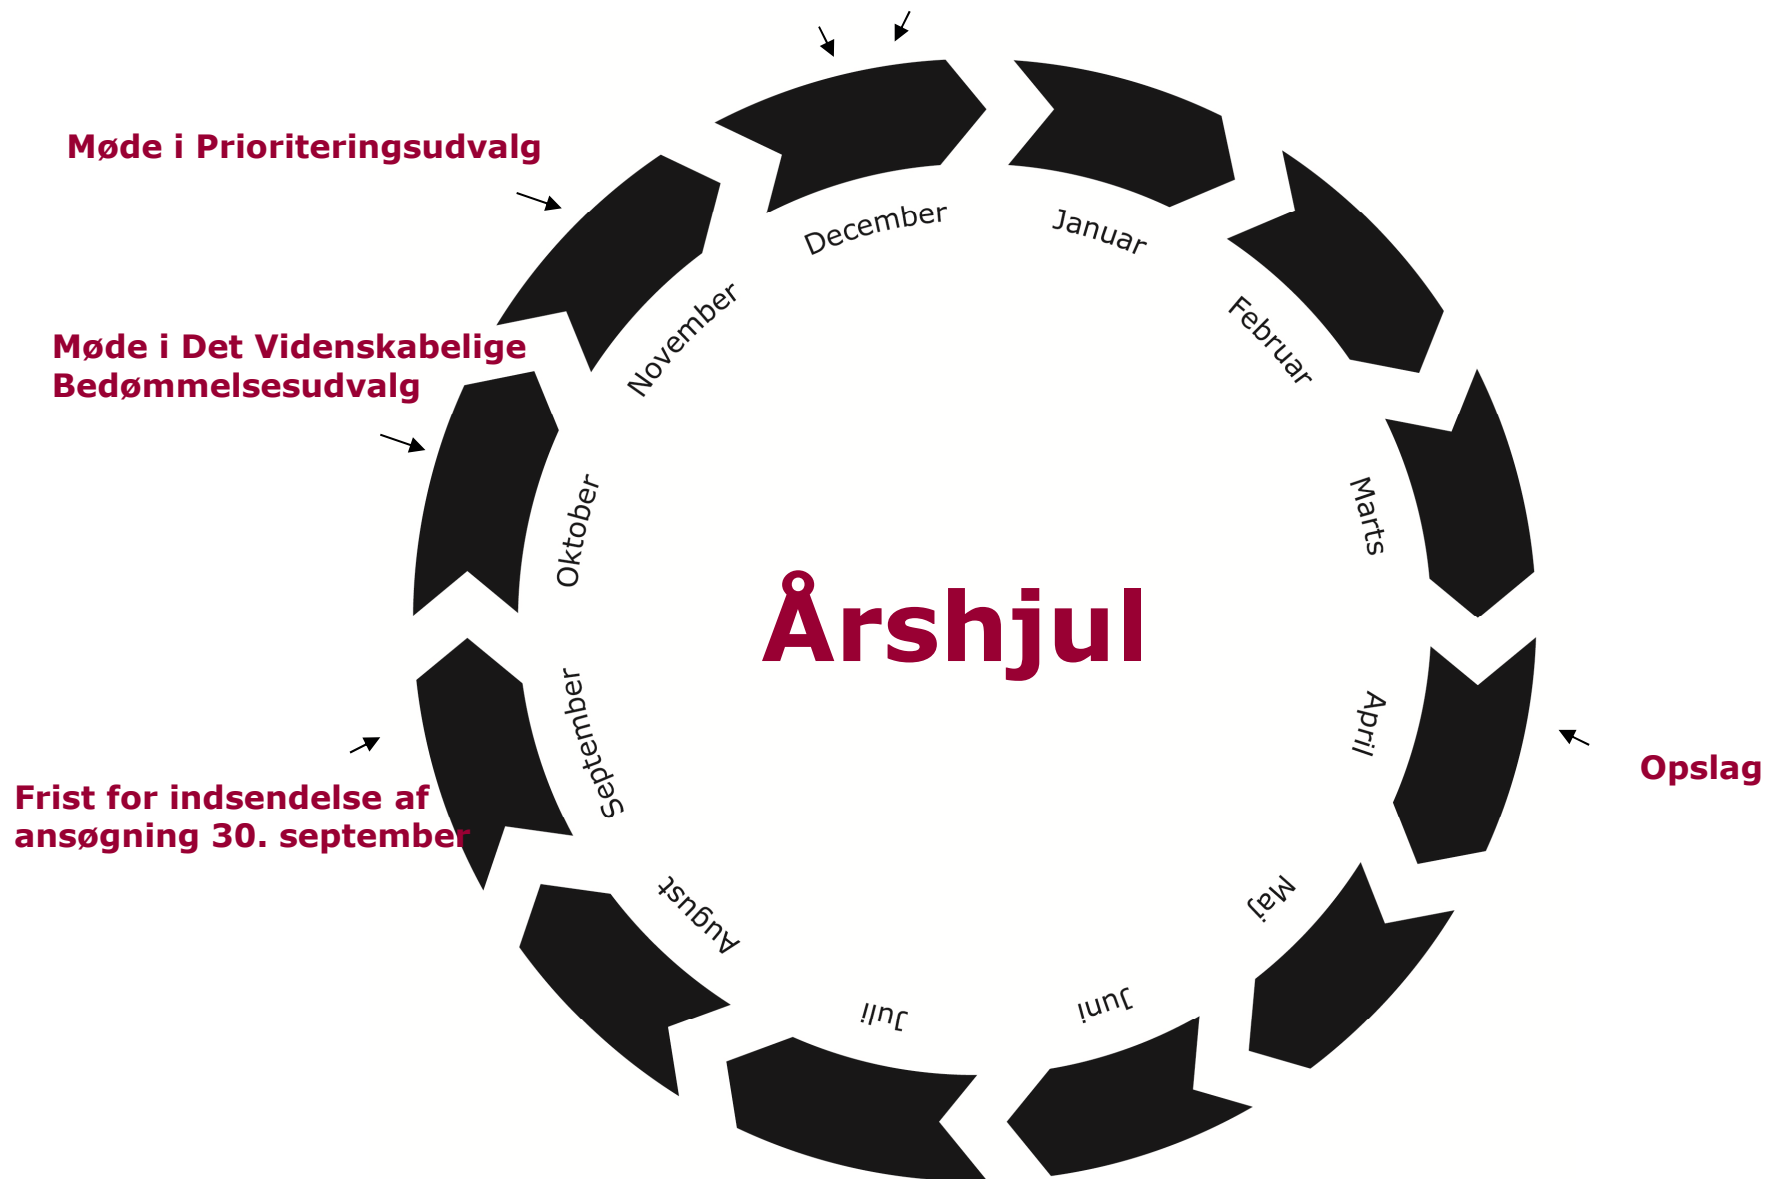 Møde i Prioriteringsudvalg
Møde i Det Videnskabelige
Bedømmelsesudvalg
Frist for indsendelse af
ansøgning 30. september
Opslag
Årshjul
Januar
Februar
Marts
April
Maj
Juni
Juli
August
September
Oktober
November
December